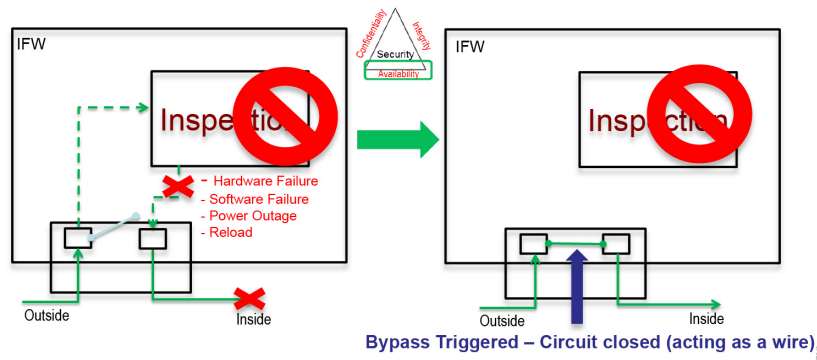 IFW
Inspection
- Hardware Failure
- Software Failure
- Power Outage
- Reload
Outside
Inside
Confidentiality
Integrity
Security
Availability
IFW
Inspection
Outside
Inside
Bypass Triggered – Circuit closed (acting as a wire)